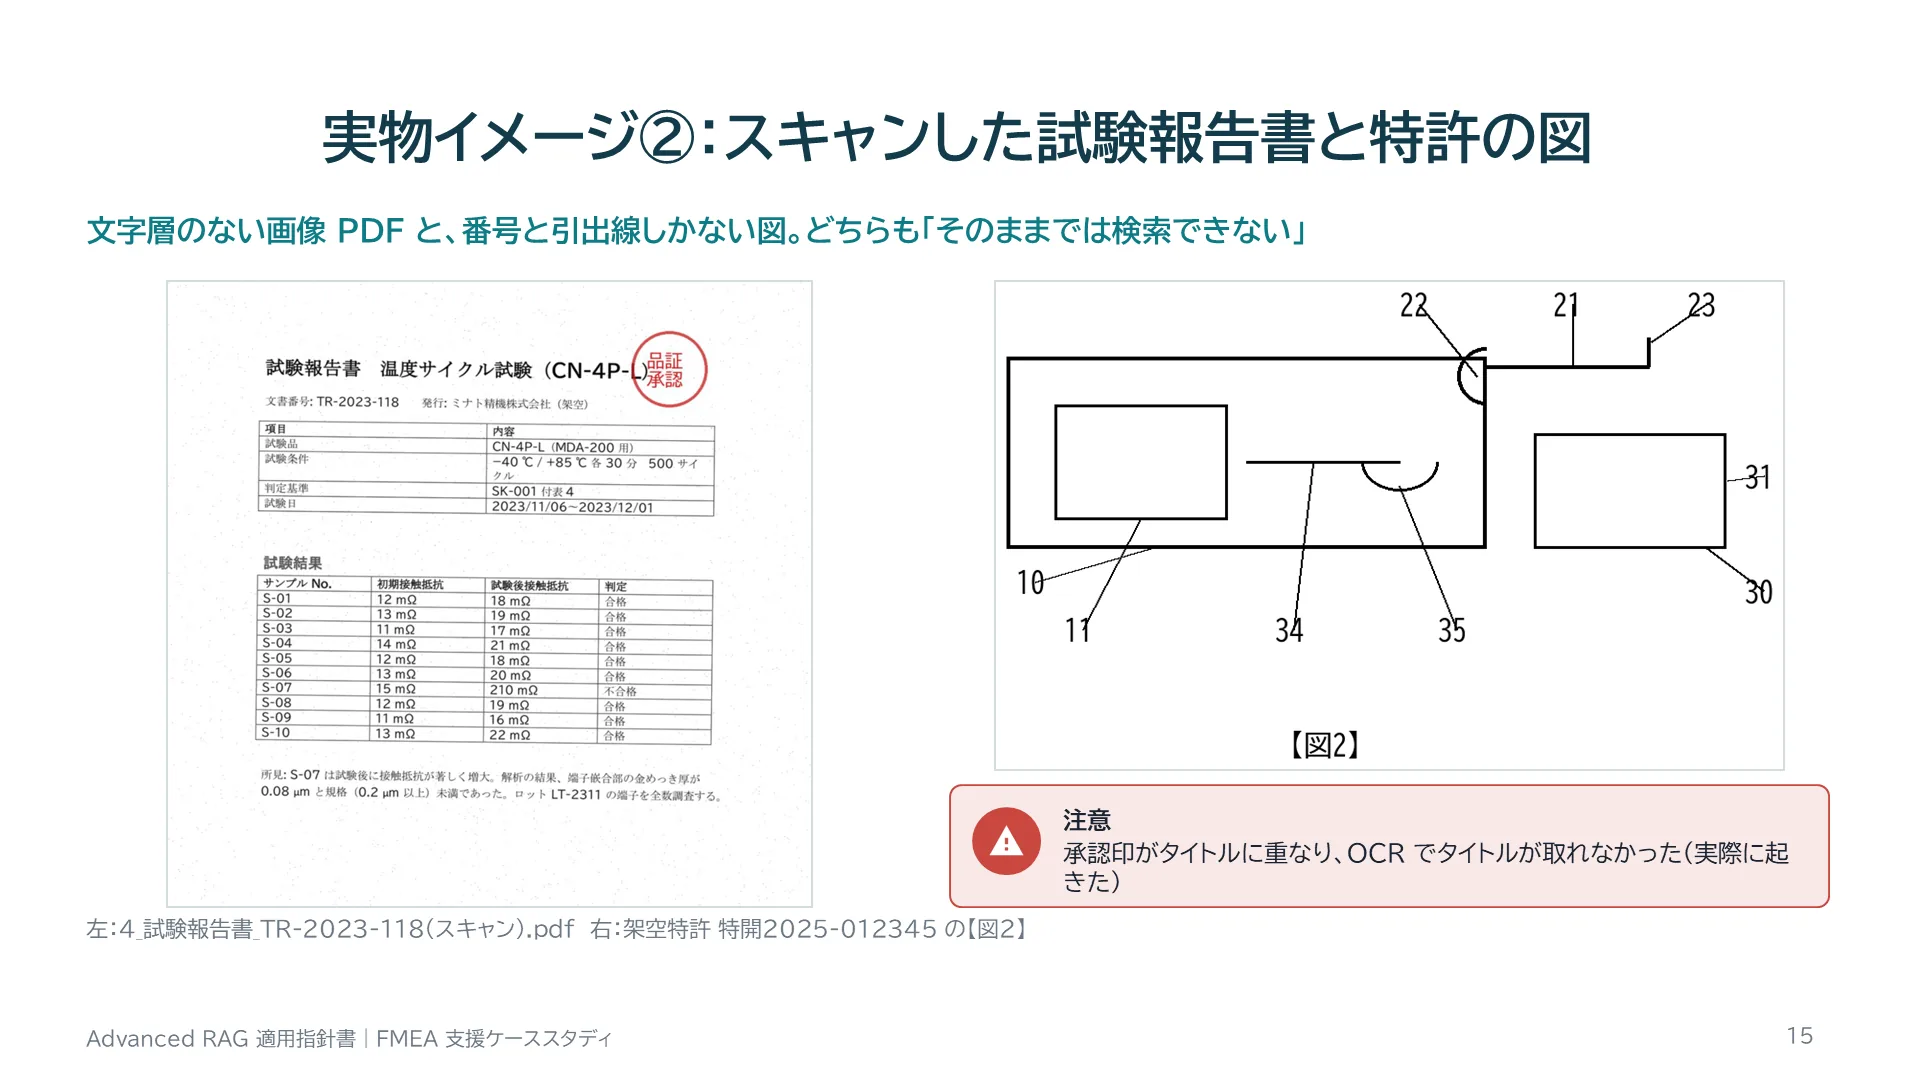 実物イメージ②：スキャンした試験報告書と特許の図
文字層のない画像 PDF と、番号と引出線しかない図。どちらも「そのままでは検索できない」
品証
承認
試験報告書　温度サイクル試験（CN-4P-L）
文書番号: TR-2023-118　発行: ミナト精機株式会社（架空）
項目 内容
試験品 CN-4P-L（MDA-200 用）
試験条件 −40 ℃ / +85 ℃ 各 30 分　500 サイ
クル
判定基準 SK-001 付表 4
試験日 2023/11/06~2023/12/01
試験結果
サンプル No. 初期接触抵抗 試験後接触抵抗 判定
S-01 12 mΩ 18 mΩ 合格
S-02 13 mΩ 19 mΩ 合格
S-03 11 mΩ 17 mΩ 合格
S-04 14 mΩ 21 mΩ 合格
S-05 12 mΩ 18 mΩ 合格
S-06 13 mΩ 20 mΩ 合格
S-07 15 mΩ 210 mΩ 不合格
S-08 12 mΩ 19 mΩ 合格
S-09 11 mΩ 16 mΩ 合格
S-10 13 mΩ 22 mΩ 合格
所見: S-07 は試験後に接触抵抗が著しく増大。解析の結果、端子嵌合部の金めっき厚が
0.08 μm と規格（0.2 μm 以上）未満であった。ロット LT-2311 の端子を全数調査する。
22 21 23
31
10 30
11 34 35
【図2】
注意
承認印がタイトルに重なり、OCR でタイトルが取れなかった（実際に起
きた）
左：4_試験報告書_TR-2023-118（スキャン）.pdf 右：架空特許 特開2025-012345 の【図2】
Advanced RAG 適用指針書｜FMEA 支援ケーススタディ
15